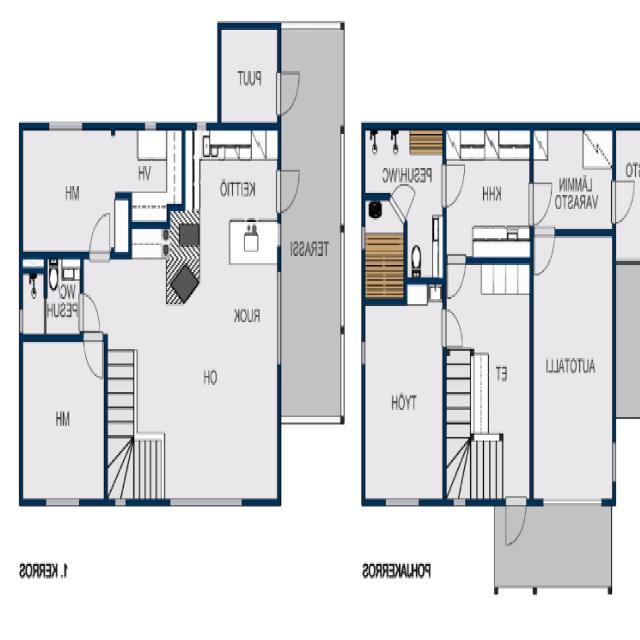 PUUT
MH
VH
KEITTIÖ
TERASSI
WC
PESUH
RUOK
OH
MH
1. KERROS
PESUH/WC
KHH
LÄMMIN
VARASTO
STO
TYÖH
ET
AUTOTALLI
POHJAKERROS